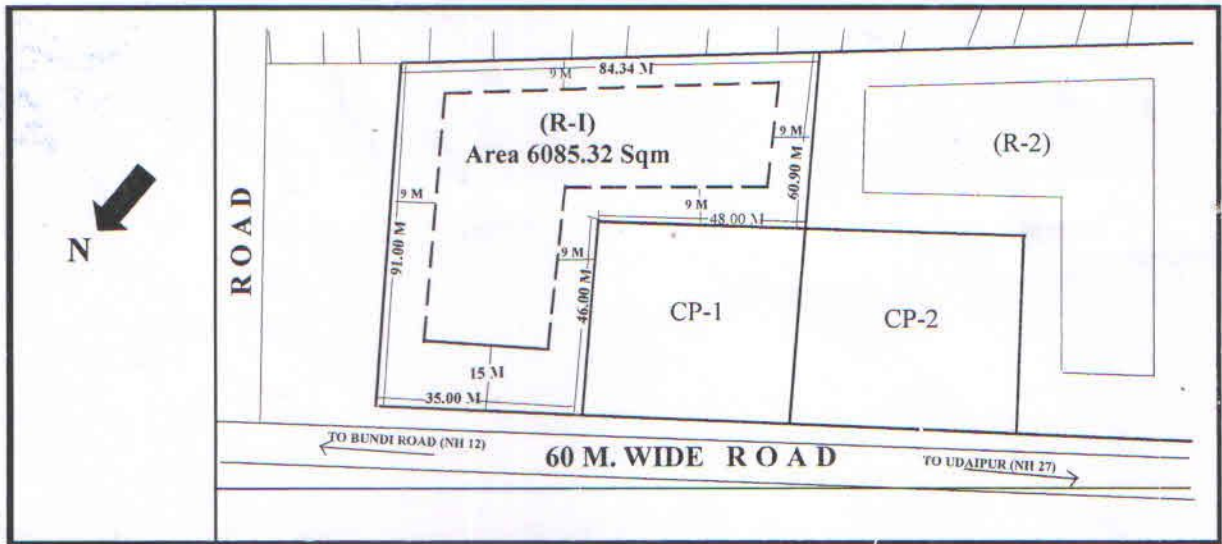 84.34 M
9 M
(R-I)
Area 6085.32 Sqm
9 M
(R-2)
60.90 M
9 M
9 M
48.00 M
N
ROAD
91.00 M
9 M
46.00 M
CP-1
CP-2
15 M
35.00 M
TO BUNDI ROAD (NH 12)
60 M. WIDE ROAD
TO UDAIPUR (NH 27)